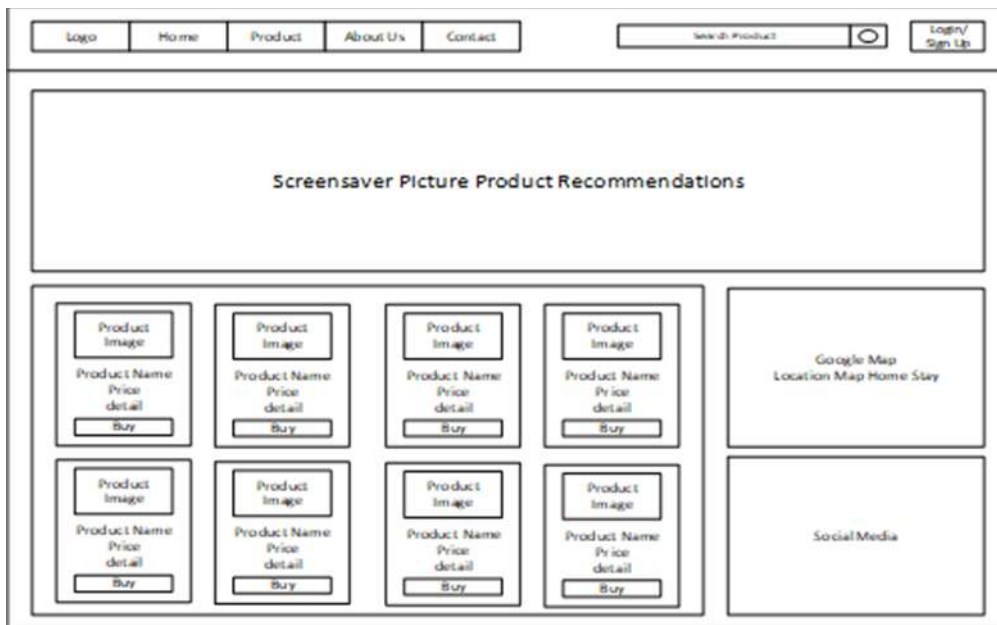 Logo Home Product About Us Contact Search Product Login/
Sign Up
Screensaver Picture Product Recommendations
Product
Image
Product Name
Price
detail
Buy
Product
Image
Product Name
Price
detail
Buy
Product
Image
Product Name
Price
detail
Buy
Product
Image
Product Name
Price
detail
Buy
Google Map
Location Map Home Stay
Product
Image
Product Name
Price
detail
Buy
Product
Image
Product Name
Price
detail
Buy
Product
Image
Product Name
Price
detail
Buy
Product
Image
Product Name
Price
detail
Buy
Social Media